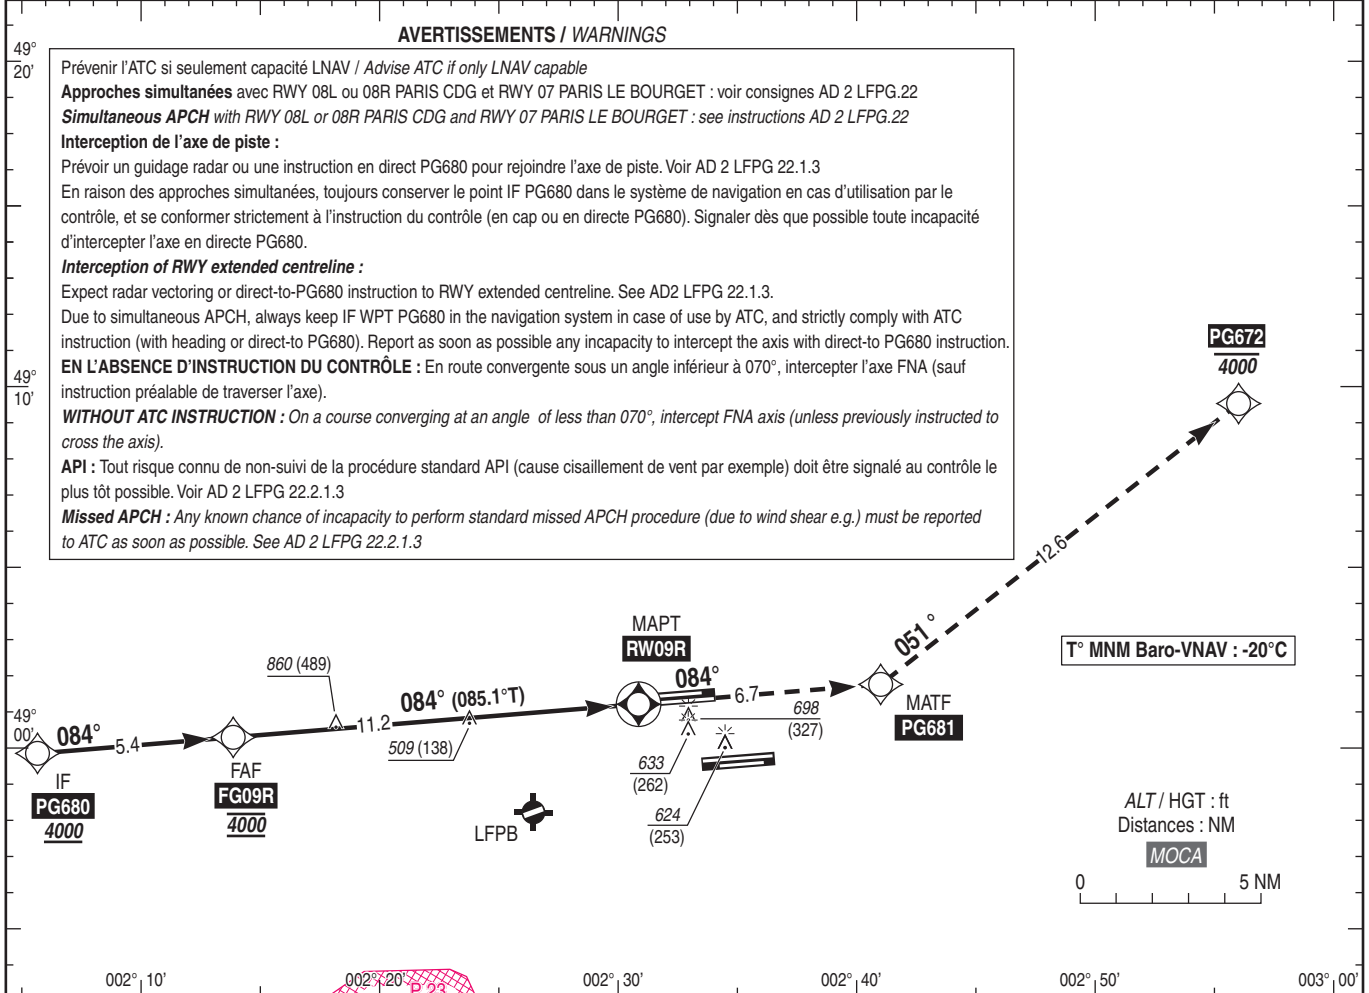 AVERTISSEMENTS / WARNINGS
49°
20'
Prévenir l'ATC si seulement capacité LNAV / Advise ATC if only LNAV capable
Approches simultanées avec RWY 08L ou 08R PARIS CDG et RWY 07 PARIS LE BOURGET : voir consignes AD 2 LFPG.22
Simultaneous APCH with RWY 08L or 08R PARIS CDG and RWY 07 PARIS LE BOURGET : see instructions AD 2 LFPG.22
Interception de l'axe de piste :
Prévoir un guidage radar ou une instruction en direct PG680 pour rejoindre l'axe de piste. Voir AD 2 LFPG 22.1.3
En raison des approches simultanées, toujours conserver le point IF PG680 dans le système de navigation en cas d'utilisation par le
contrôle, et se conformer strictement à l'instruction du contrôle (en cap ou en directe PG680). Signaler dès que possible toute incapacité
d'intercepter l'axe en directe PG680.
Interception of RWY extended centreline :
Expect radar vectoring or direct-to-PG680 instruction to RWY extended centreline. See AD2 LFPG 22.1.3.
Due to simultaneous APCH, always keep IF WPT PG680 in the navigation system in case of use by ATC, and strictly comply with ATC
instruction (with heading or direct-to PG680). Report as soon as possible any incapacity to intercept the axis with direct-to PG680 instruction.
EN L'ABSENCE D'INSTRUCTION DU CONTRÔLE : En route convergente sous un angle inférieur à 070°, intercepter l'axe FNA (sauf
instruction préalable de traverser l'axe).
WITHOUT ATC INSTRUCTION : On a course converging at an angle of less than 070°, intercept FNA axis (unless previously instructed to
cross the axis).
API : Tout risque connu de non-suivi de la procédure standard API (cause cisaillement de vent par exemple) doit être signalé au contrôle le
plus tôt possible. Voir AD 2 LFPG 22.2.1.3
Missed APCH : Any known chance of incapacity to perform standard missed APCH procedure (due to wind shear e.g.) must be reported
to ATC as soon as possible. See AD 2 LFPG 22.2.1.3
PG672
4000
49°
10'
12.6
MAPT
RW09R
051°
T° MNM Baro-VNAV : -20°C
860 (489)
084° (085.1°T)
084°
6.7
MATF
PG681
49°
00'
084°
5.4
11.2
509 (138)
698
(327)
633
(262)
624
(253)
IF
PG680
4000
FAF
FG09R
4000
LFPB
ALT / HGT : ft
Distances : NM
MOCA
0 5 NM
002° 10' 002° 20' 002° 30' 002° 40' 002° 50' 003° 00'
P 23